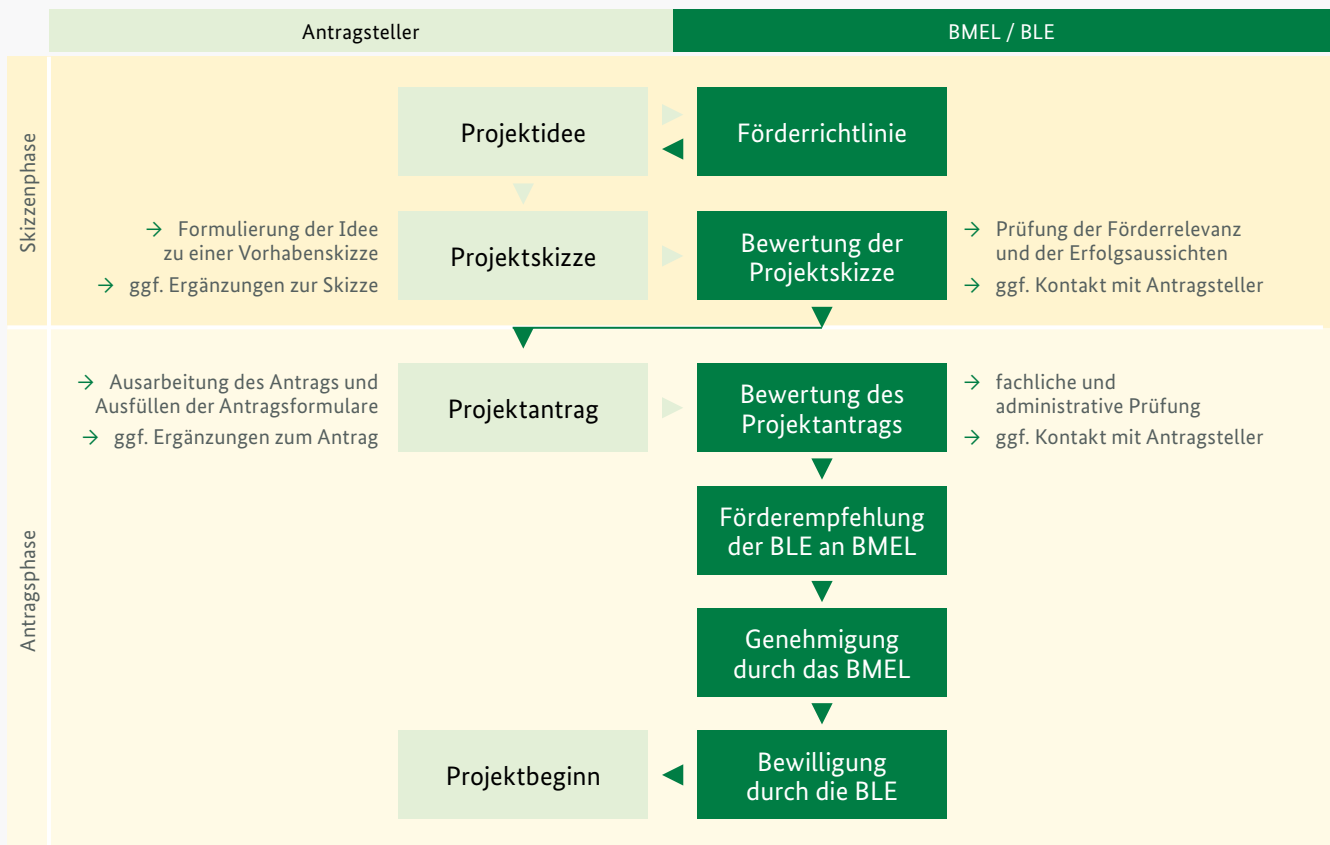 Antragsteller
BMEL / BLE
Skizzenphase
Projektidee
Förderrichtlinie
→ Formulierung der Idee
zu einer Vorhabenskizze
→ ggf. Ergänzungen zur Skizze
Projektskizze
Bewertung der
Projektskizze
→ Prüfung der Förderrelevanz
und der Erfolgsaussichten
→ ggf. Kontakt mit Antragsteller
Antragsphase
→ Ausarbeitung des Antrags und
Ausfüllen der Antragsformulare
→ ggf. Ergänzungen zum Antrag
Projektantrag
Bewertung des
Projektantrags
→ fachliche und
administrative Prüfung
→ ggf. Kontakt mit Antragsteller
Förderempfehlung
der BLE an BMEL
Genehmigung
durch das BMEL
Projektbeginn
Bewilligung
durch die BLE